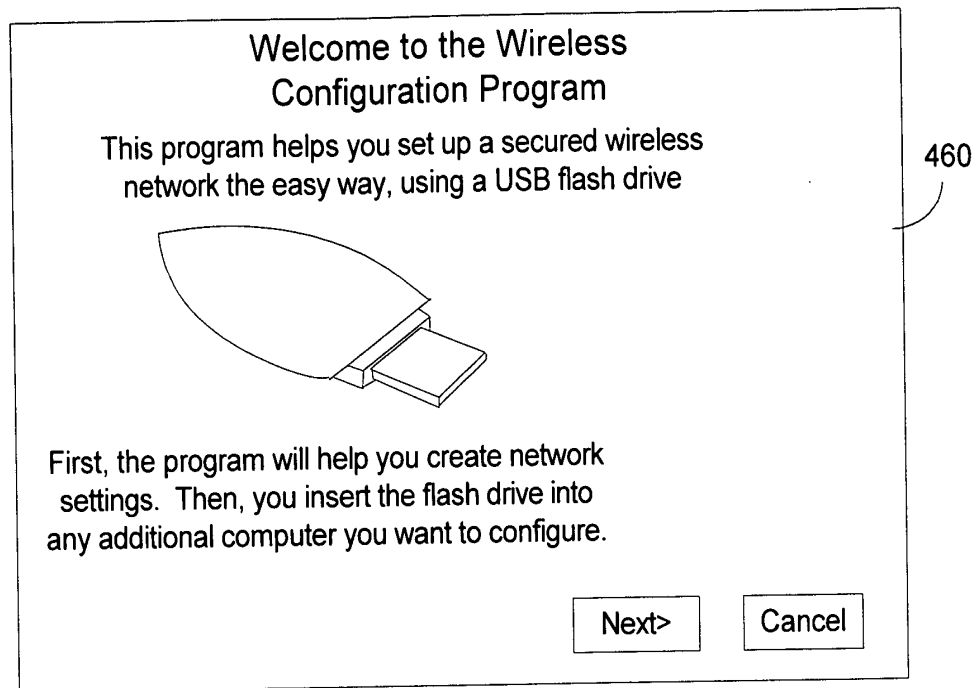 Welcome to the Wireless
Configuration Program
This program helps you set up a secured wireless
network the easy way, using a USB flash drive
460
First, the program will help you create network
settings. Then, you insert the flash drive into
any additional computer you want to configure.
Next>
Cancel